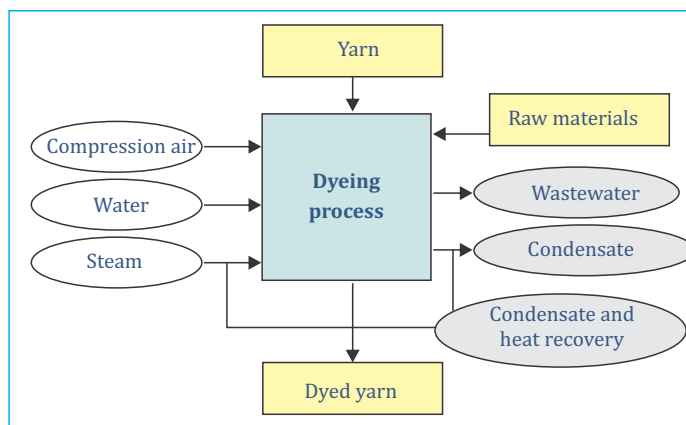 Yarn
Raw materials
Compression air
Dyeing
process
Wastewater
Water
Steam
Condensate
Condensate and
heat recovery
Dyed yarn